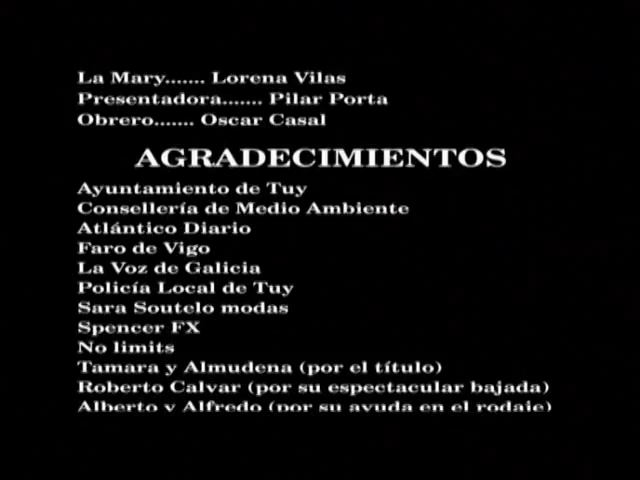 La Mary....... Lorena Vilas
Presentadora....... Pilar Porta
Obrero....... Oscar Casal
AGRADECIMIENTOS
Ayuntamiento de Tuy
Consellería de Medio Ambiente
Atlántico Diario
Faro de Vigo
La Voz de Galicia
Policía Local de Tuy
Sara Soutelo modas
Spencer FX
No limits
Tamara y Almudena (por el título)
Roberto Calvar (por su espectacular bajada)
Alberto y Alfredo (por su ayuda en el rodaje)